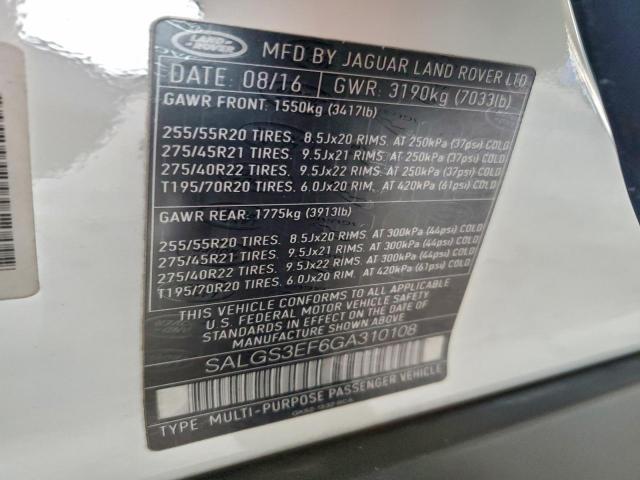 LAND-
ROVER
MFD BY JAGUAR LAND ROVER LTD
DATE: 08/16 GWR: 3190kg (7033lb)
GAWR FRONT: 1550kg (3417lb)
255/55R20 TIRES. 8.5Jx20 RIMS. AT 250kPa (37psi) COLD
275/45R21 TIRES. 9.5Jx21 RIMS. AT 250kPa (37psi) COLD
275/40R22 TIRES. 9.5Jx22 RIMS. AT 250kPa (37psi) COLD
T195/70R20 TIRES. 6.0Jx20 RIM. AT 420kPa (61psi) COLD
GAWR REAR: 1775kg (3913lb)
255/55R20 TIRES. 8.5Jx20 RIMS. AT 300kPa (44psi) COLD
275/45R21 TIRES. 9.5Jx21 RIMS. AT 300kPa (44psi) COLD
275/40R22 TIRES. 9.5Jx22 RIMS. AT 300kPa (44psi) COLD
T195/70R20 TIRES. 6.0Jx20 RIM. AT 420kPa (61psi) COLD
THIS VEHICLE CONFORMS TO ALL APPLICABLE
U.S. FEDERAL MOTOR VEHICLE SAFETY
STANDARDS IN EFFECT ON THE DATE OF
MANUFACTURE SHOWN ABOVE
SALGS3EF6GA310108
TYPE: MULTI-PURPOSE PASSENGER VEHICLE